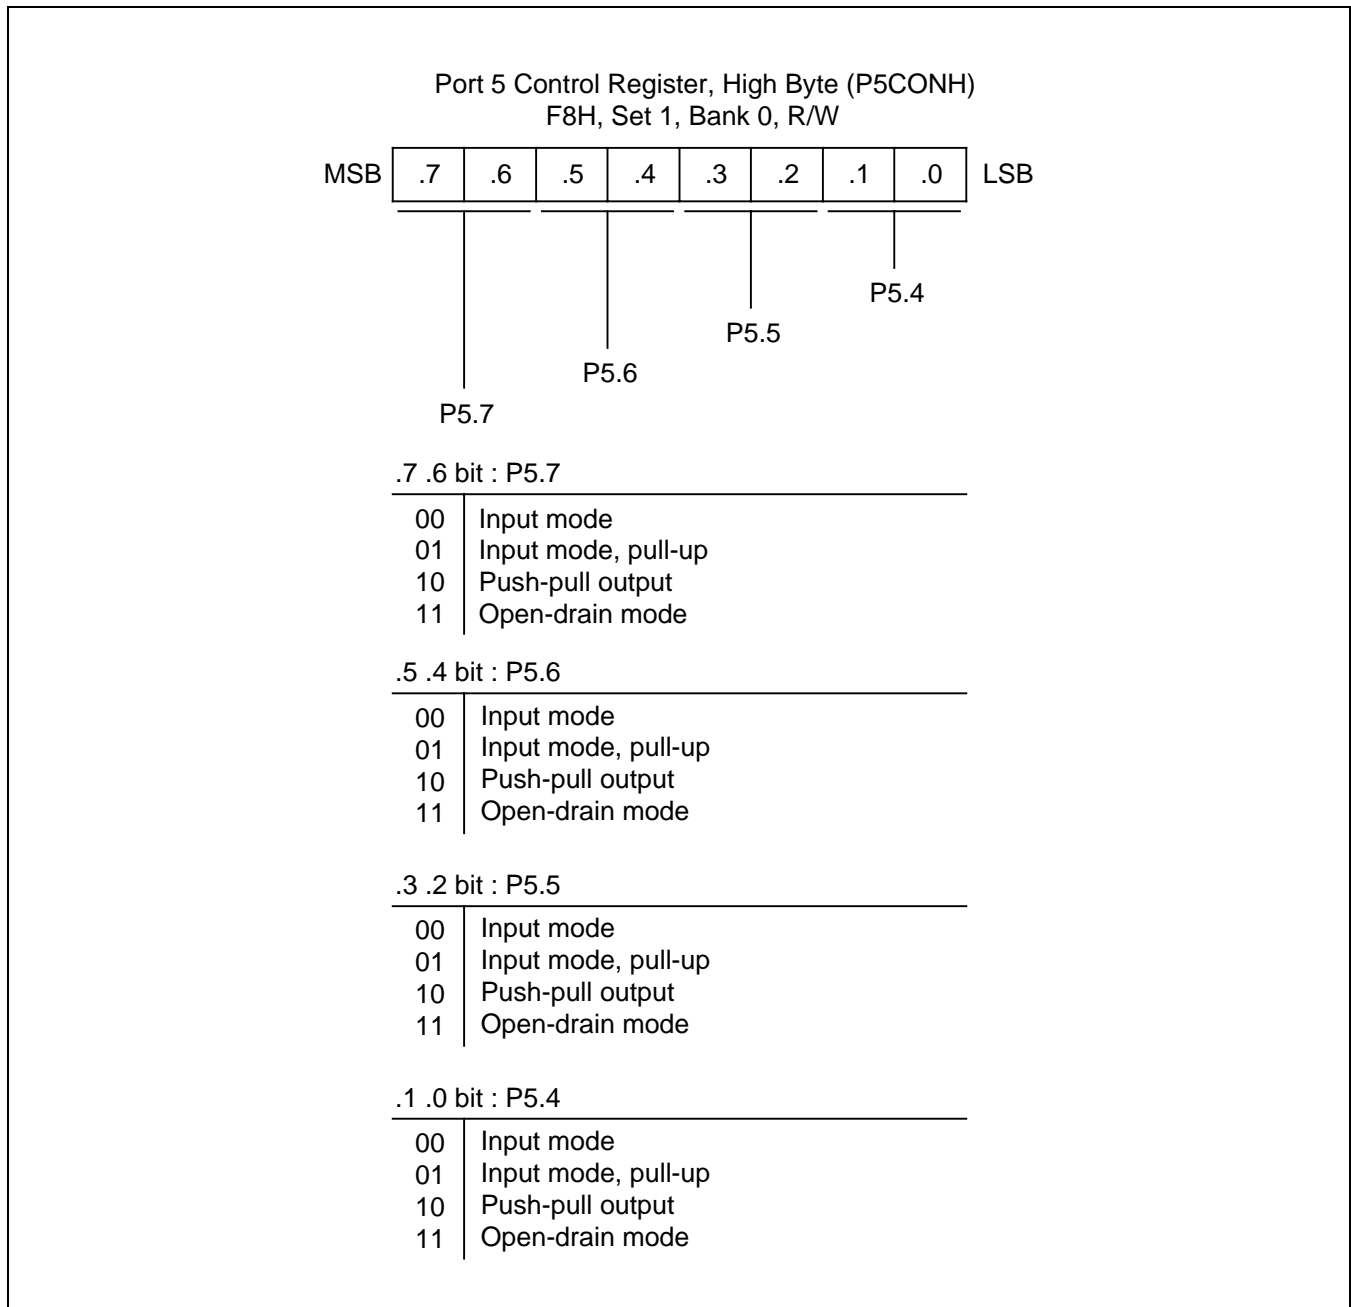 Port 5 Control Register, High Byte (P5CONH)
F8H, Set 1, Bank 0, R/W
MSB .7 .6 .5 .4 .3 .2 .1 .0 LSB
P5.4
P5.5
P5.6
P5.7
.7 .6 bit : P5.7
00 Input mode
01 Input mode, pull-up
10 Push-pull output
11 Open-drain mode
.5 .4 bit : P5.6
00 Input mode
01 Input mode, pull-up
10 Push-pull output
11 Open-drain mode
.3 .2 bit : P5.5
00 Input mode
01 Input mode, pull-up
10 Push-pull output
11 Open-drain mode
.1 .0 bit : P5.4
00 Input mode
01 Input mode, pull-up
10 Push-pull output
11 Open-drain mode